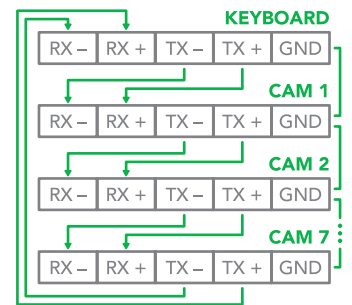 KEYBOARD
RX – RX + TX – TX + GND
CAM 1
RX – RX + TX – TX + GND
CAM 2
RX – RX + TX – TX + GND
CAM 7
RX – RX + TX – TX + GND